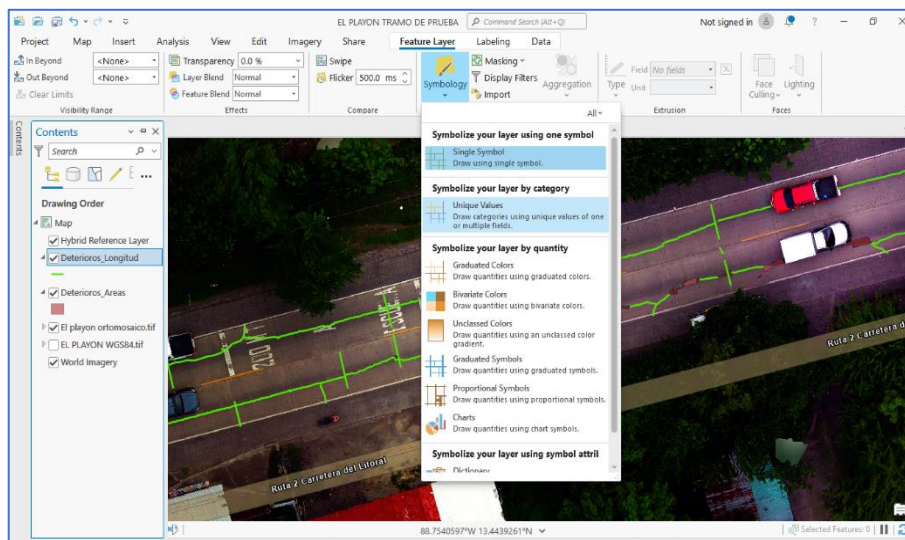 EL PLAYON TRAMO DE PRUEBA
Command Search (Alt+Q)
Not signed in
?
Project Map Insert Analysis View Edit Imagery Share Feature Layer Labeling Data
In Beyond <None>
Out Beyond <None>
Clear Limits
Visibility Range
Transparency 0.0 %
Layer Blend Normal
Feature Blend Normal
Effects
Swipe
Flicker 500.0 ms
Compare
Symbology
Masking
Display Filters
Import
Aggregation
Type
Unit
Field No fields
Extrusion
Face Culling
Lighting
Faces
Contents
Contents
Search
Drawing Order
Map
Hybrid Reference Layer
Deterioros_Longitud
Deterioros_Areas
El playon ortomosaico.tif
EL PLAYON WGS84.tif
World Imagery
All
Symbolize your layer using one symbol
Single Symbol
Draw using single symbol.
Symbolize your layer by category
Unique Values
Draw categories using unique values of one
or multiple fields.
Symbolize your layer by quantity
Graduated Colors
Draw quantities using graduated colors.
Bivariate Colors
Draw quantities using bivariate colors.
Unclassed Colors
Draw quantities using an unclassed color
gradient.
Graduated Symbols
Draw quantities using graduated symbols.
Proportional Symbols
Draw quantities using proportional symbols.
Charts
Draw quantities using chart symbols.
Symbolize your layer using symbol attril
Dictionary
Ruta 2 Carretera del Litoral
Ruta 2 Carretera d
88.7540597°W 13.4439261°N
Selected Features: 0